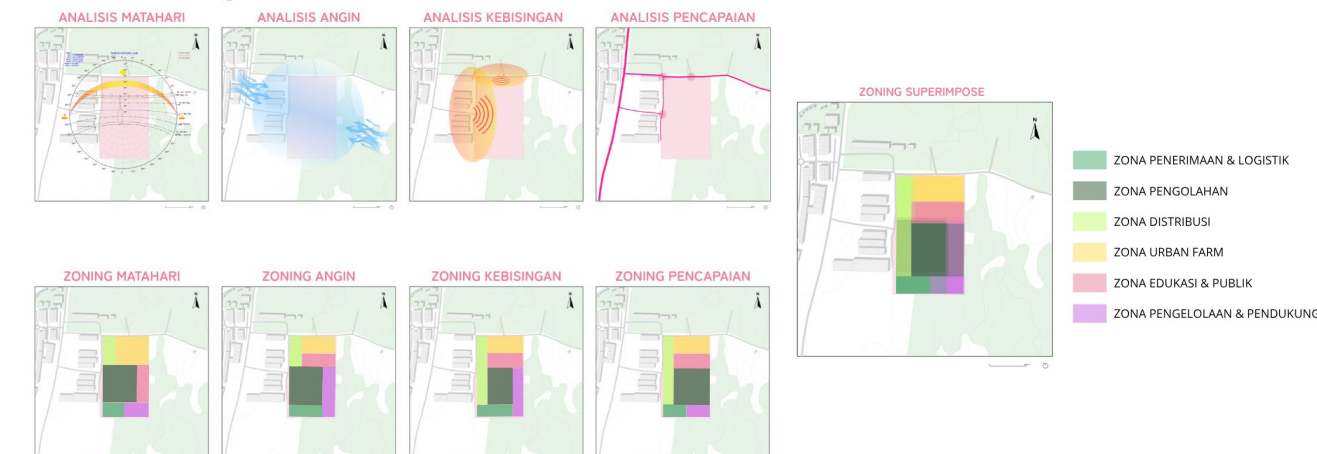 ANALISIS MATAHARI
ANALISIS ANGIN
ANALISIS KEBISINGAN
ANALISIS PENCAPAIAN
N
N
N
N
ZONING SUPERIMPOSE
N
ZONA PENERIMAAN & LOGISTIK
ZONA PENGOLAHAN
ZONA DISTRIBUSI
ZONA URBAN FARM
ZONA EDUKASI & PUBLIK
ZONA PENGELOLAAN & PENDUKUNG
ZONING MATAHARI
ZONING ANGIN
ZONING KEBISINGAN
ZONING PENCAPAIAN
N
N
N
N